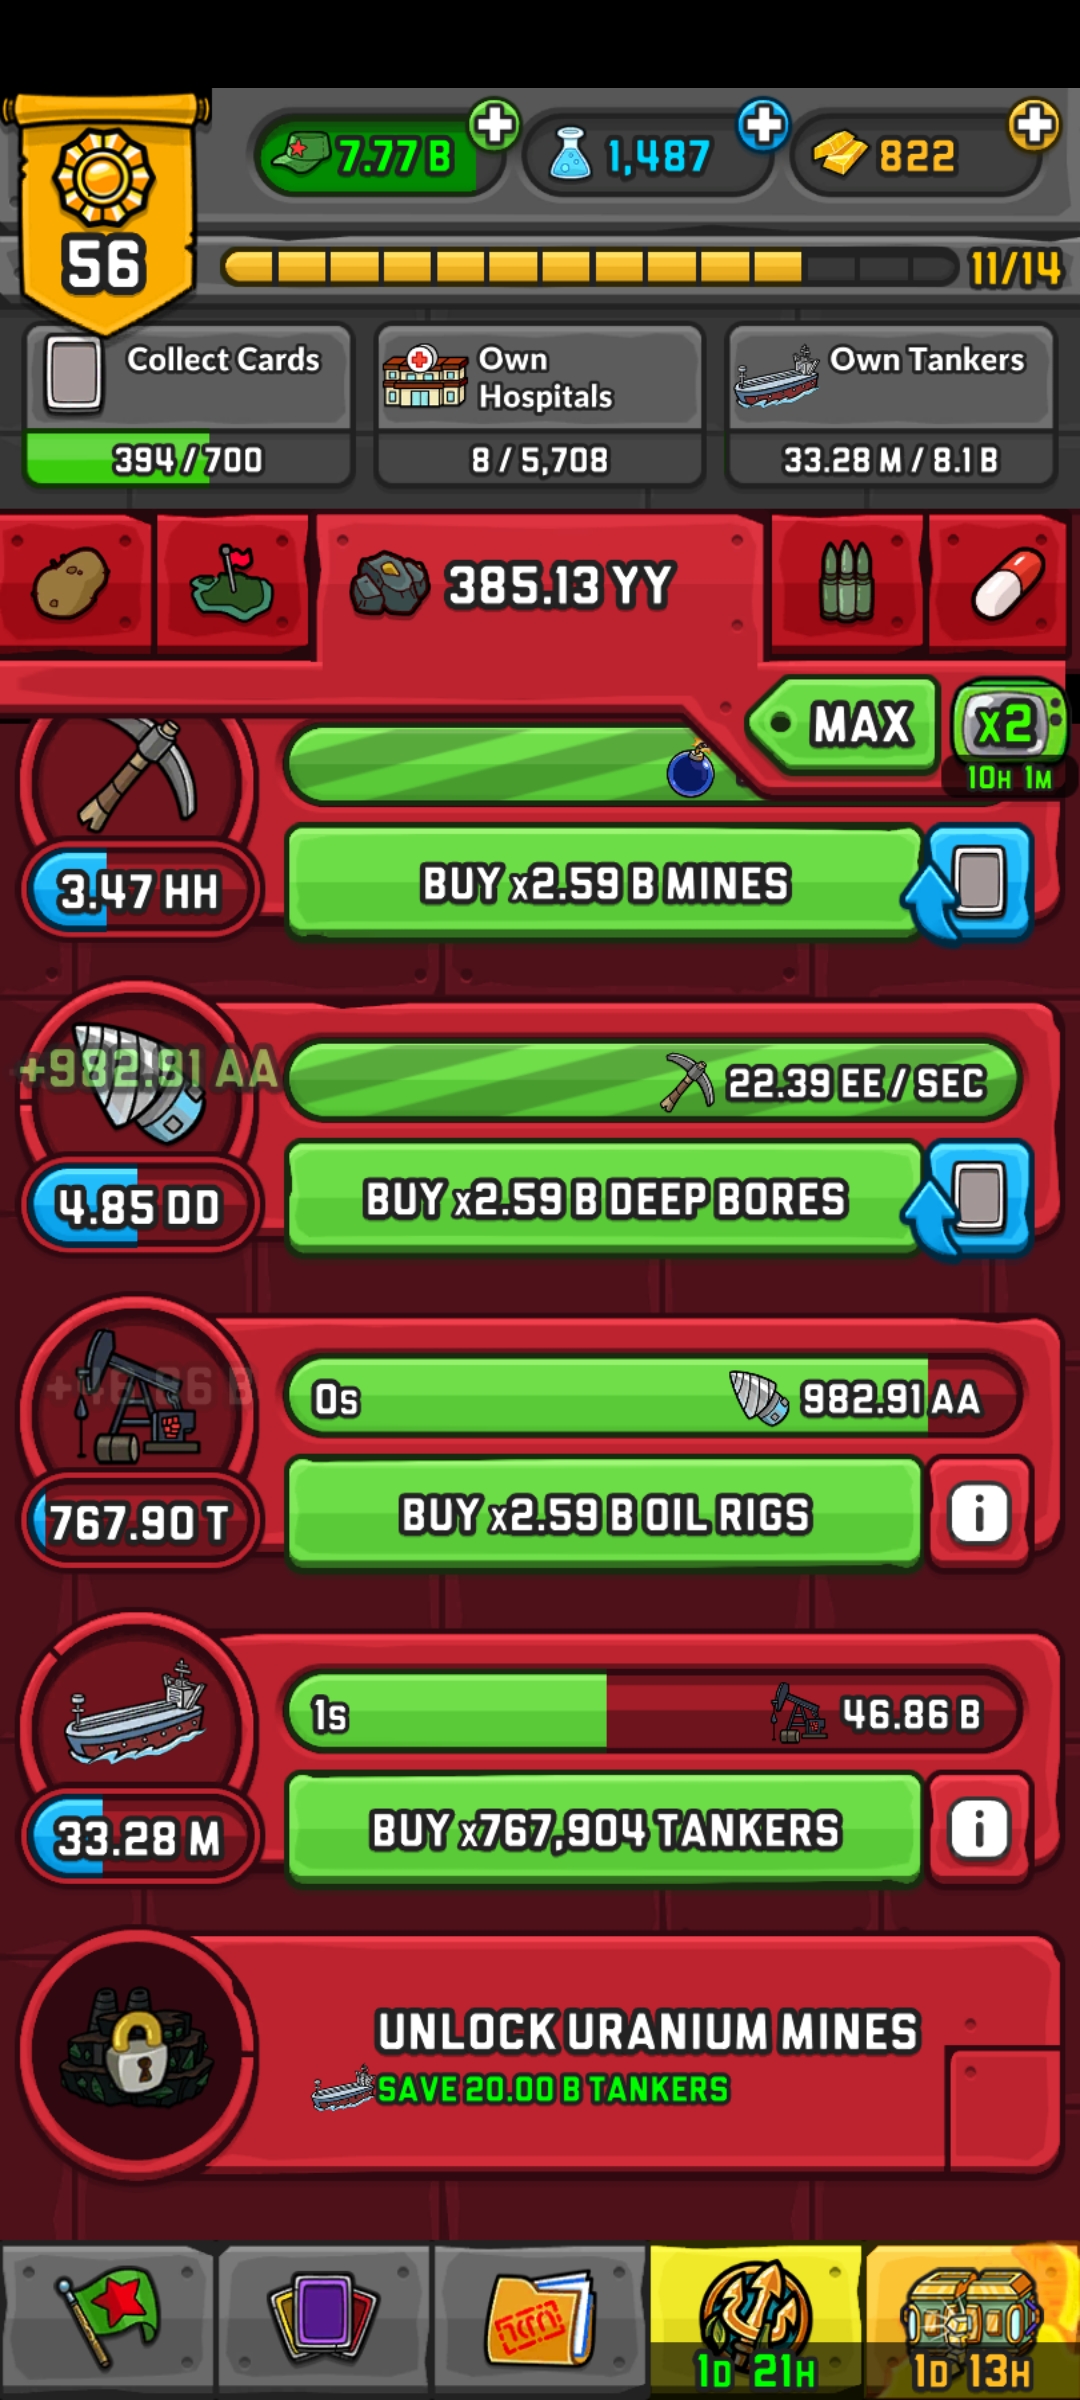 7.77 B
1,487
822
56
11/14
Collect Cards
394 / 700
Own
Hospitals
8 / 5,708
Own Tankers
33.28 M / 8.1 B
385.13 YY
MAX
x2
10H 1M
3.47 HH
BUY x2.59 B MINES
+982.91 AA
22.39 EE / SEC
4.85 DD
BUY x2.59 B DEEP BORES
+46.86 B
0s
982.91 AA
767.90 T
BUY x2.59 B OIL RIGS
i
1s
46.86 B
33.28 M
BUY x767,904 TANKERS
i
UNLOCK URANIUM MINES
SAVE 20.00 B TANKERS
1D 21H
1D 13H